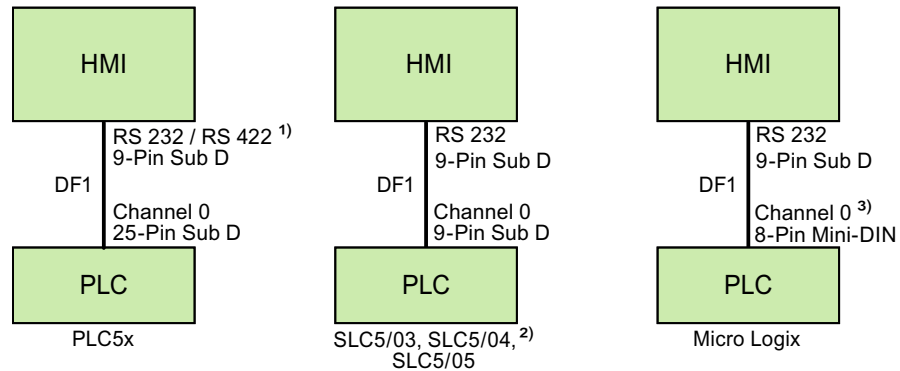 HMI
RS 232 / RS 422 ¹⁾
9-Pin Sub D
DF1
Channel 0
25-Pin Sub D
PLC
PLC5x
HMI
RS 232
9-Pin Sub D
DF1
Channel 0
9-Pin Sub D
PLC
SLC5/03, SLC5/04, ²⁾
SLC5/05
HMI
RS 232
9-Pin Sub D
DF1
Channel 0 ³⁾
8-Pin Mini-DIN
PLC
Micro Logix